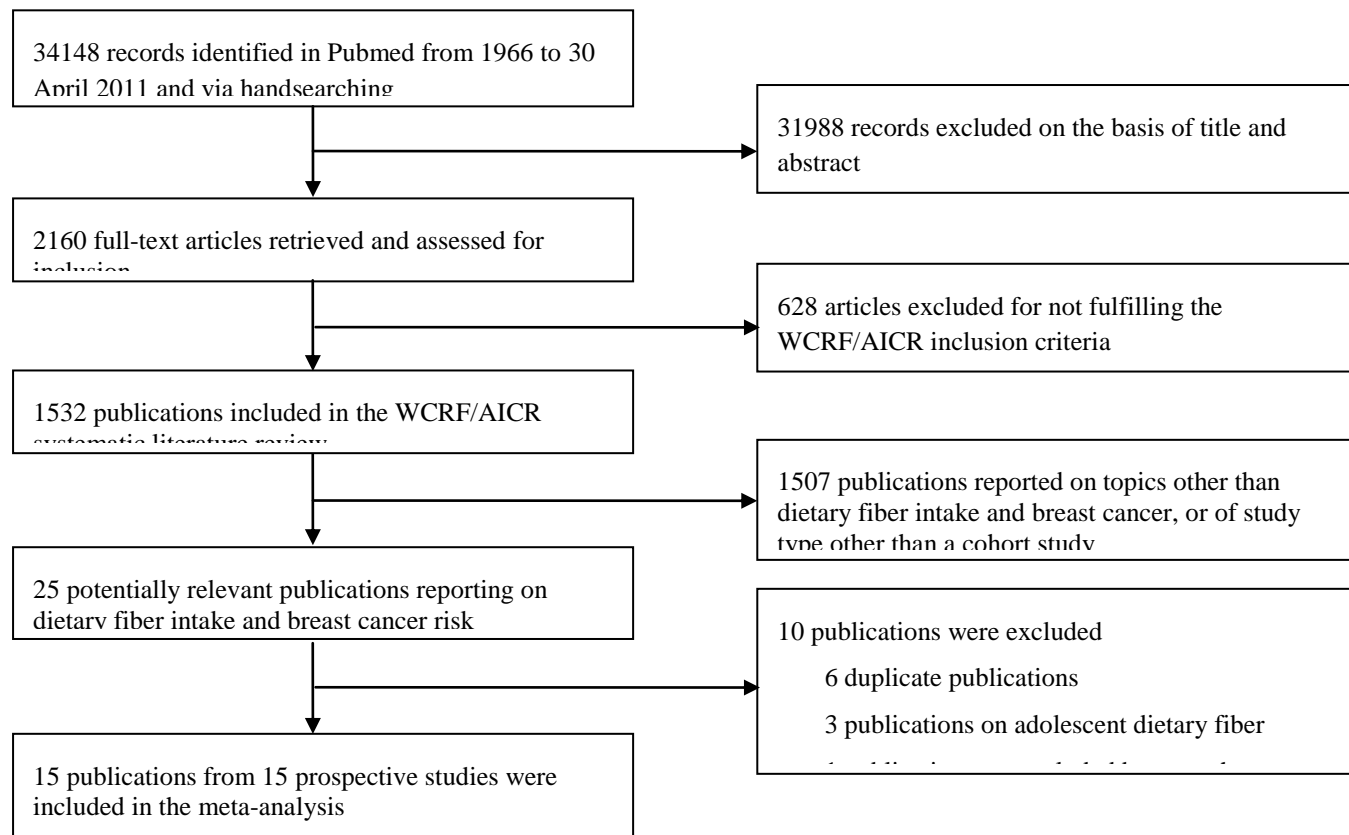 34148 records identified in Pubmed from 1966 to 30
April 2011 and via handsearching
31988 records excluded on the basis of title and
abstract
2160 full-text articles retrieved and assessed for
inclusion
628 articles excluded for not fulfilling the
WCRF/AICR inclusion criteria
1532 publications included in the WCRF/AICR
systematic literature review
1507 publications reported on topics other than
dietary fiber intake and breast cancer, or of study
type other than a cohort study
25 potentially relevant publications reporting on
dietary fiber intake and breast cancer risk
10 publications were excluded
6 duplicate publications
3 publications on adolescent dietary fiber
15 publications from 15 prospective studies were
included in the meta-analysis